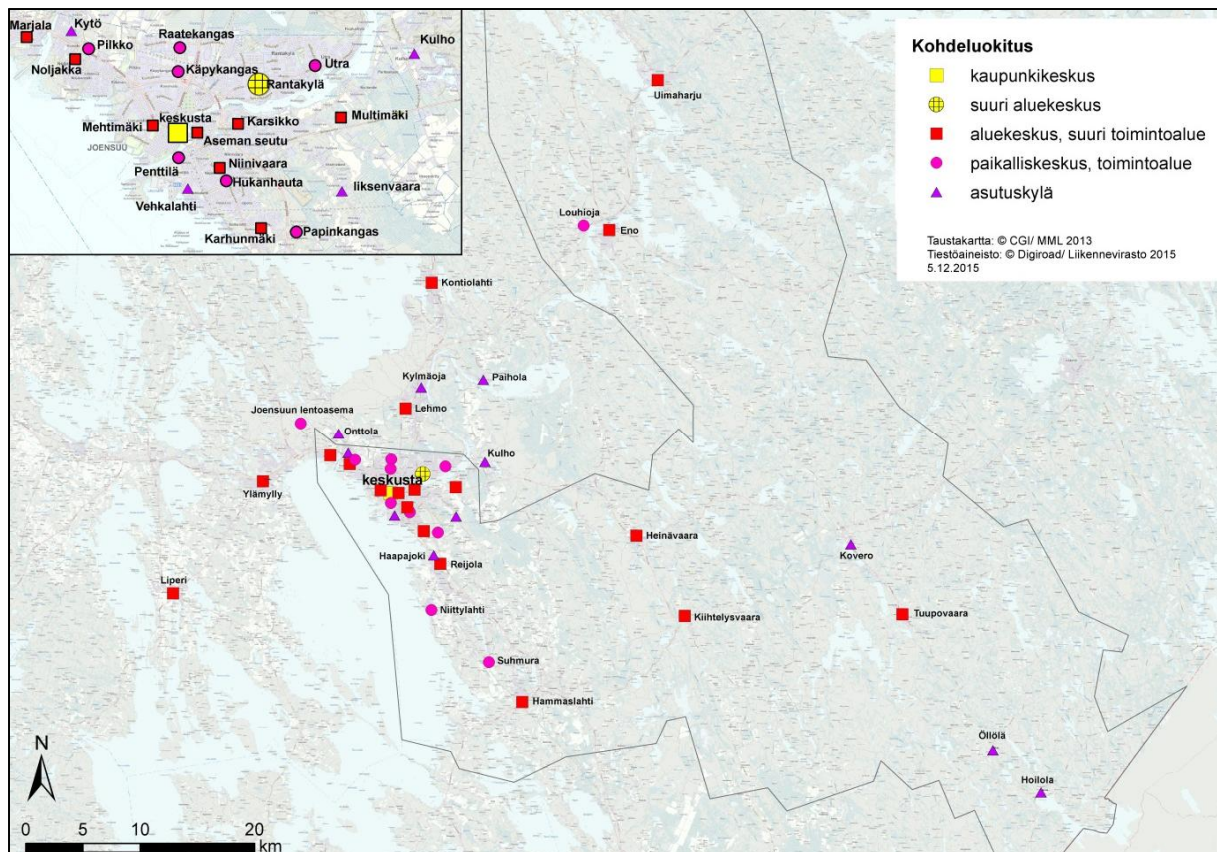 Marjala
Kytö
Pilkko
Noljakka
Raatekangas
Käpykangas
Utra
Kulho
Rantakylä
keskusta
Mehtimäki
JOENSUU
Aseman seutu
Karsikko
Multimäki
Penttilä
Niinivaara
Hukanhauta
Iiksenvaara
Vehkalahti
Karhunmäki
Papinkangas
Kohdeluokitus
kaupunkikeskus
suuri aluekeskus
aluekeskus, suuri toimintoalue
paikalliskeskus, toimintoalue
asutuskylä
Taustakartta: © CGI/ MML 2013
Tiestöaineisto: © Digiroad/ Liikennevirasto 2015
5.12.2015
Uimaharju
Louhioja
Eno
Kontiolahti
Kylmäoja
Paihola
Lehmo
Joensuun lentoasema
Onttola
Kulho
keskusta
Ylämylly
Heinävaara
Kovero
Haapajoki
Reijola
Liperi
Niittylahti
Kiihtelysvaara
Tuupovaara
Suhmura
Hammaslahti
Öllölä
Hoilola
N
0 5 10 20
km